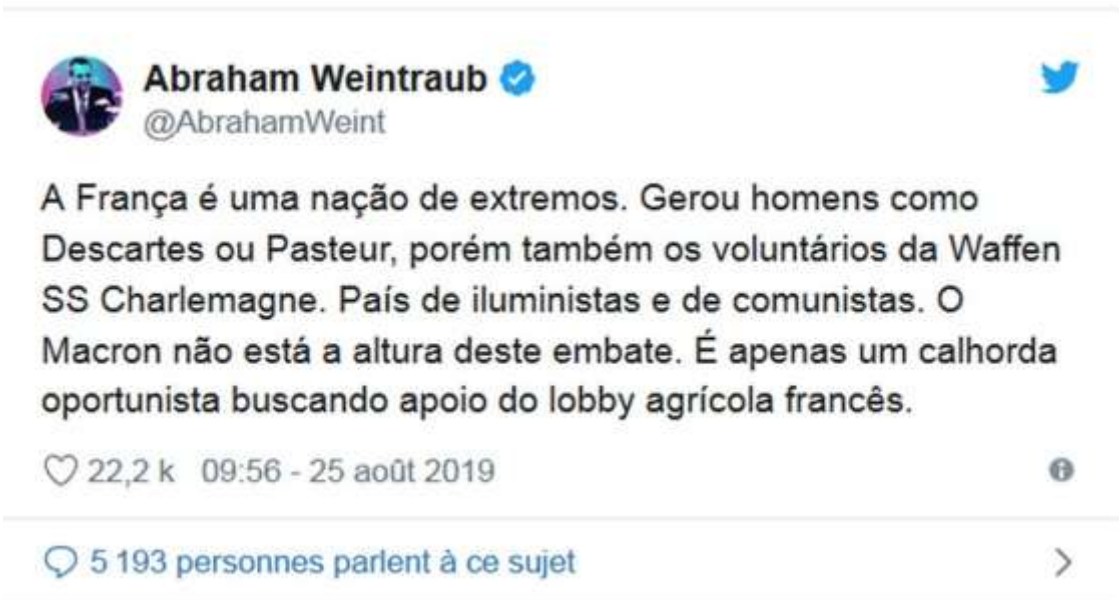 Abraham Weintraub
@AbrahamWeint
A França é uma nação de extremos. Gerou homens como
Descartes ou Pasteur, porém também os voluntários da Waffen
SS Charlemagne. País de iluministas e de comunistas. O
Macron não está a altura deste embate. É apenas um calhorda
oportunista buscando apoio do lobby agrícola francês.
22,2 k 09:56 - 25 août 2019
5 193 personnes parlent à ce sujet